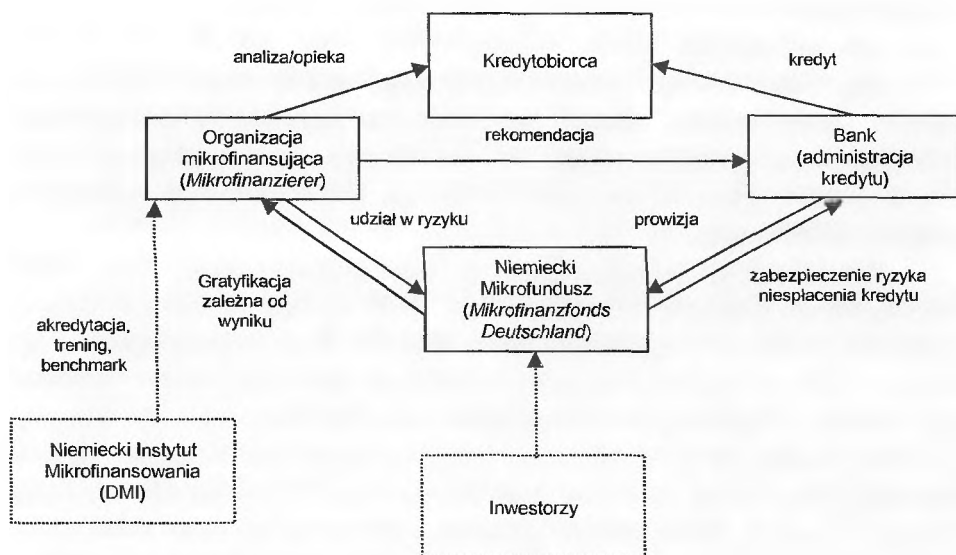 analiza/opieka
Kredytobiorca
kredyt
rekomendacja
Organizacja
mikrofinansująca
(Mikrofinanzierer)
Bank
(administracja
kredytu)
udział w ryzyku
prowizja
Gratyfikacja
zależna od
wyniku
Niemiecki
Mikrofundusz
(Mikrofinanzfonds
Deutschland)
zabezpieczenie ryzyka
niespłacenia kredytu
akredytacja,
trening,
benchmark
Niemiecki Instytut
Mikrofinansowania
(DMI)
Inwestorzy